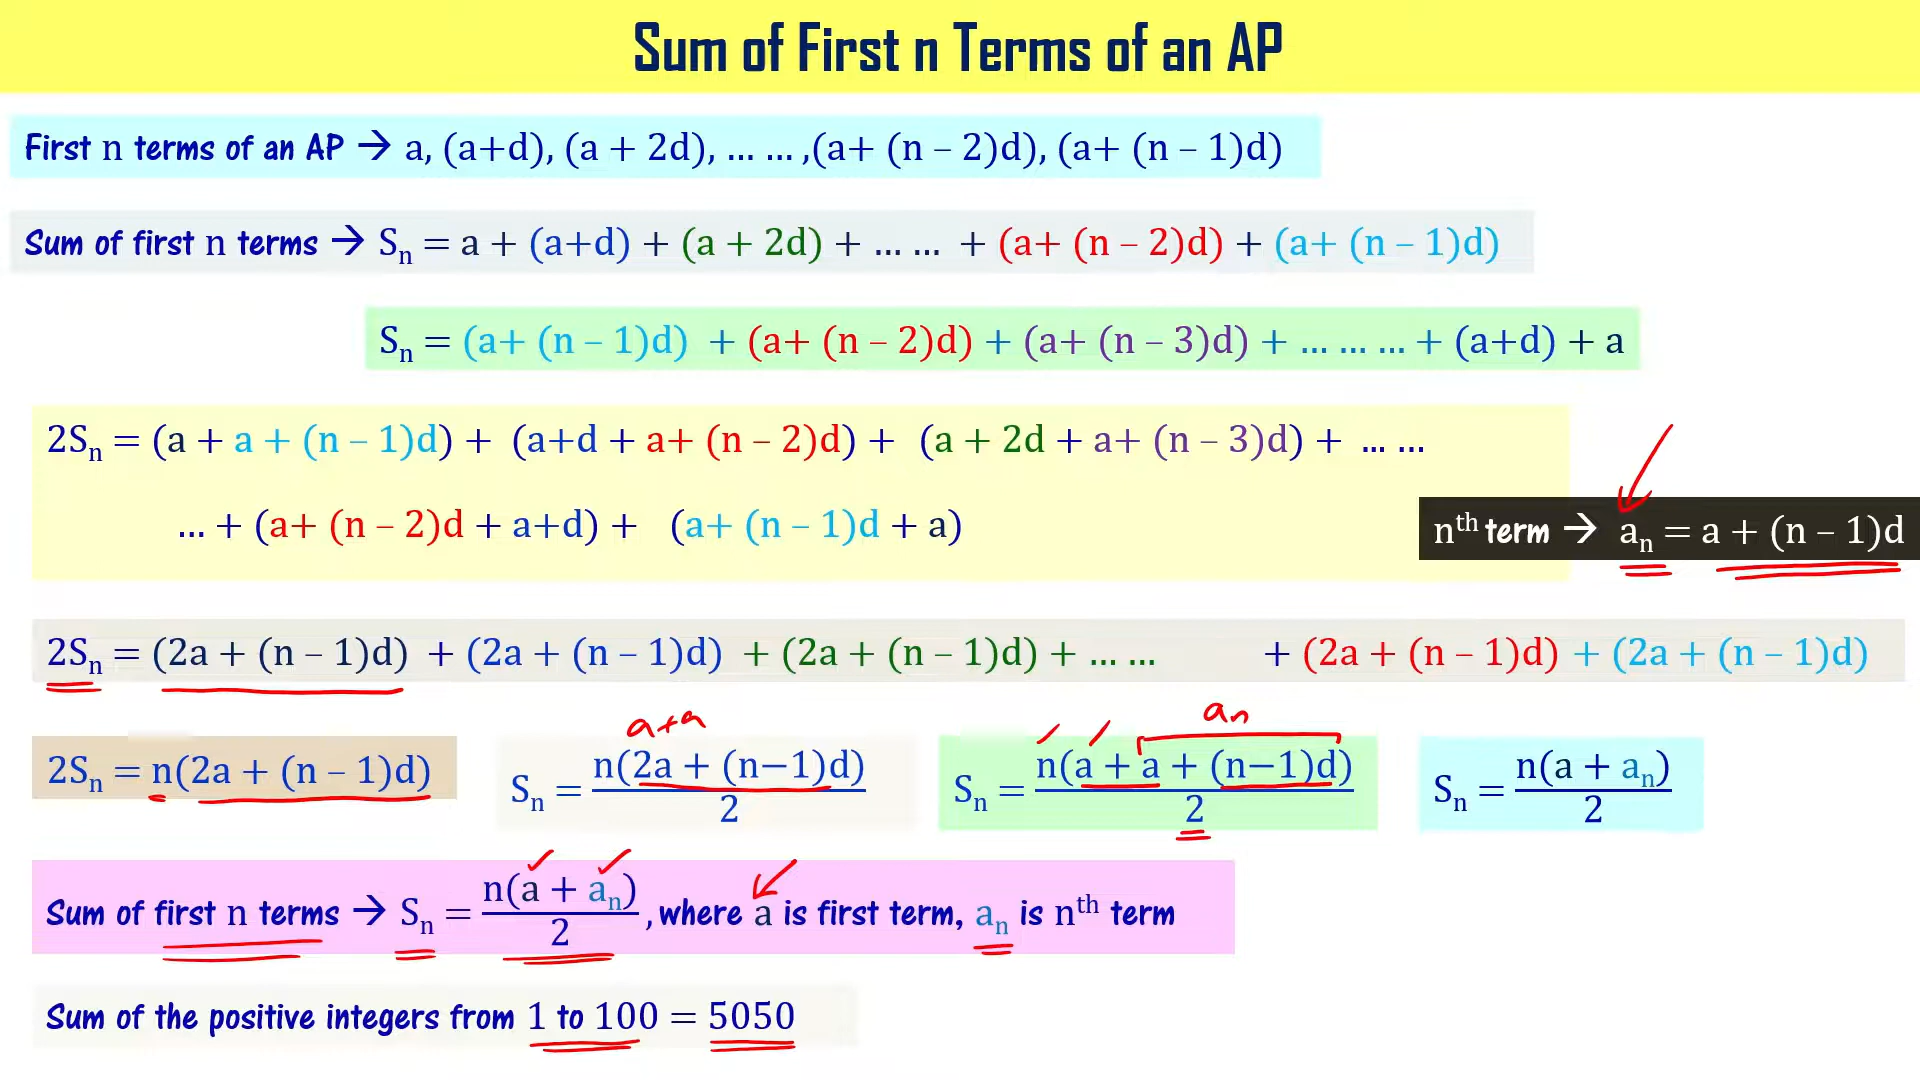 Sum of First n Terms of an AP
First n terms of an AP → a, (a+d), (a + 2d), ... ... ,(a+ (n – 2)d), (a+ (n – 1)d)
Sum of first n terms → Sₙ = a + (a+d) + (a + 2d) + ... ... + (a+ (n – 2)d) + (a+ (n – 1)d)
Sₙ = (a+ (n – 1)d) + (a+ (n – 2)d) + (a+ (n – 3)d) + ... ... ... + (a+d) + a
2Sₙ = (a + a + (n – 1)d) + (a+d + a+ (n – 2)d) + (a + 2d + a+ (n – 3)d) + ... ...
... + (a+ (n – 2)d + a+d) + (a+ (n – 1)d + a)
nᵗʰ term → aₙ = a + (n – 1)d
2Sₙ = (2a + (n – 1)d) + (2a + (n – 1)d) + (2a + (n – 1)d) + ... ... + (2a + (n – 1)d) + (2a + (n – 1)d)
a+a
aₙ
2Sₙ = n(2a + (n – 1)d)
Sₙ = n(2a + (n−1)d)/2
Sₙ = n(a + a + (n−1)d)/2
Sₙ = n(a + aₙ)/2
Sum of first n terms → Sₙ = n(a + aₙ)/2 , where a is first term, aₙ is nᵗʰ term
Sum of the positive integers from 1 to 100 = 5050